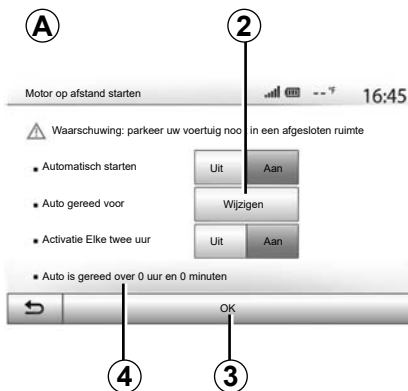 A
2
Motor op afstand starten
--°F
16:45
Waarschuwing: parkeer uw voertuig in een afgesloten ruimte
Automatisch starten
Uit
Aan
Auto gereed voor
Wijzigen
Activatie Elke twee uur
Uit
Aan
Auto is gereed over 0 uur en 0 minuten
OK
4
3